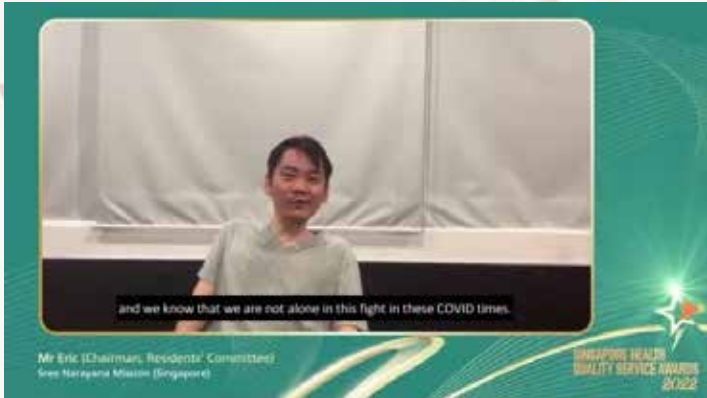 and we know that we are not alone in this fight in these COVID times.
Mr Eric (Chairman, Residents' Committee)
Sree Narayana Mission (Singapore)
SINGAPORE HEALTH
QUALITY SERVICE AWARDS
2022